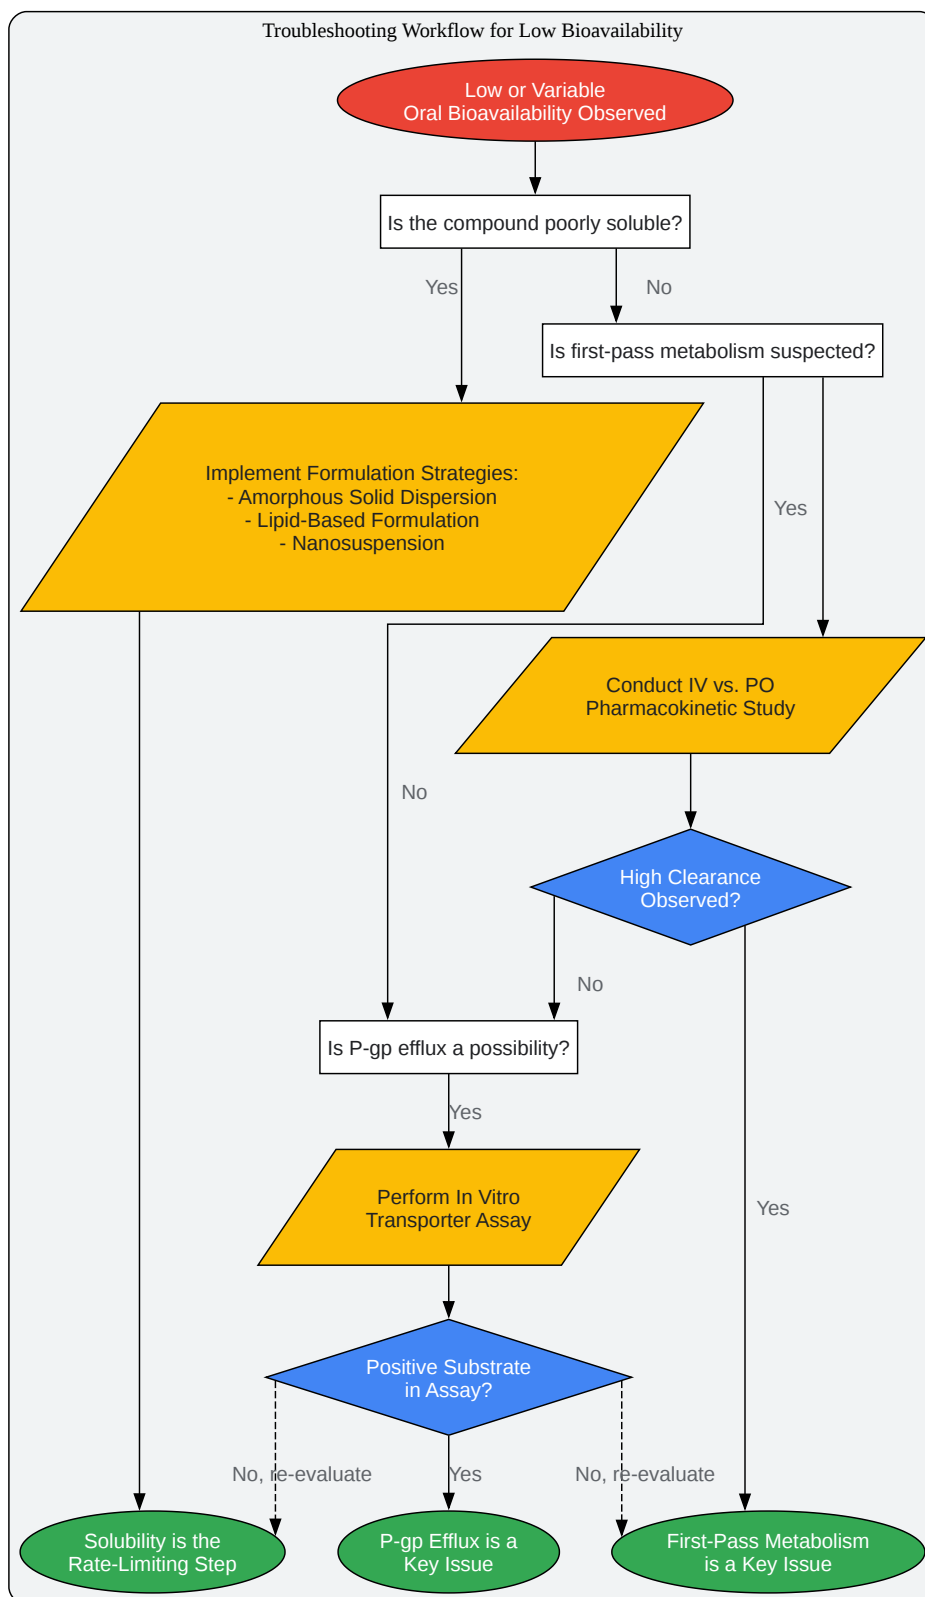 Troubleshooting Workflow for Low Bioavailability
Low or Variable
Oral Bioavailability Observed
Is the compound poorly soluble?
Yes
No
Is first-pass metabolism suspected?
Implement Formulation Strategies:
- Amorphous Solid Dispersion
- Lipid-Based Formulation
- Nanosuspension
Yes
Conduct IV vs. PO
Pharmacokinetic Study
No
High Clearance
Observed?
No
Is P-gp efflux a possibility?
Yes
Perform In Vitro
Transporter Assay
Yes
Positive Substrate
in Assay?
No, re-evaluate
Yes
No, re-evaluate
Solubility is the
Rate-Limiting Step
P-gp Efflux is a
Key Issue
First-Pass Metabolism
is a Key Issue